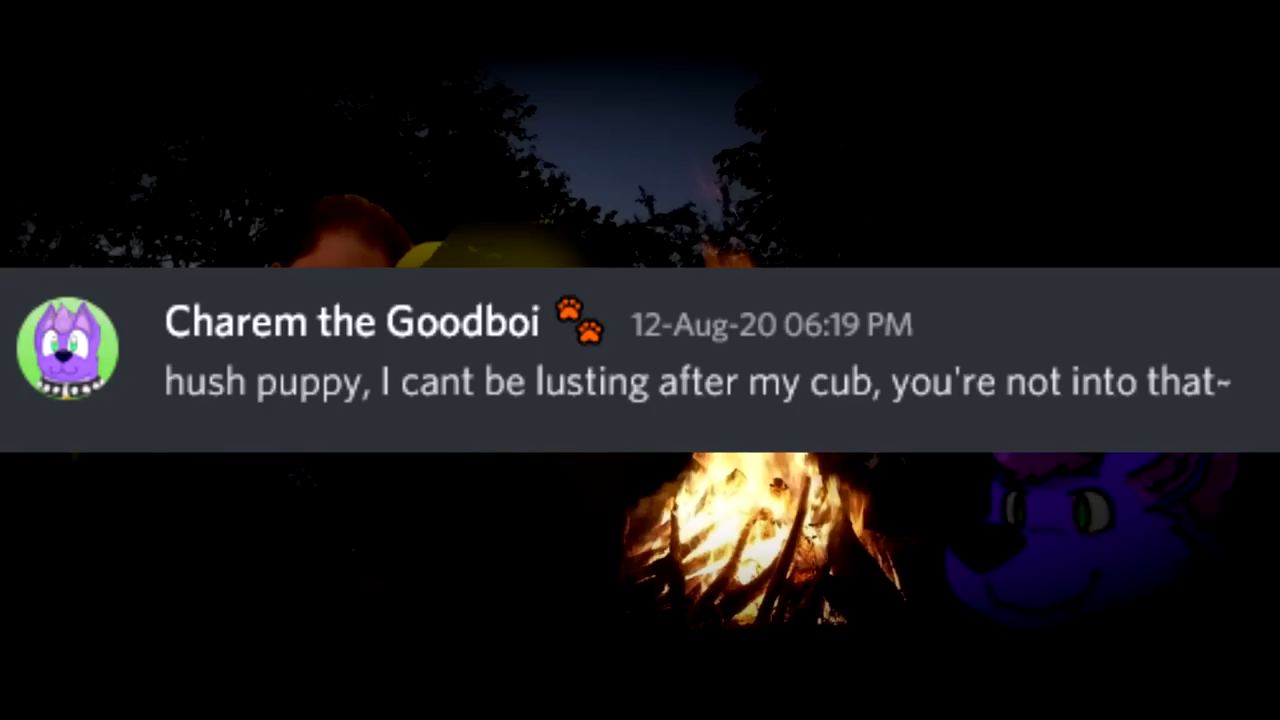 Charem the Goodboi 🐾 12-Aug-20 06:19 PM
hush puppy, I cant be lusting after my cub, you're not into that~